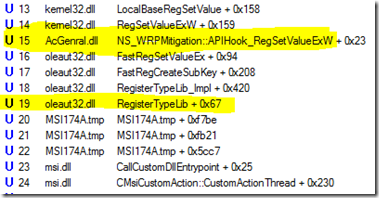 U 13 kernel32.dll LocalBaseRegSetValue + 0x158
U 14 kernel32.dll RegSetValueExW + 0x159
U 15 AcGenral.dll NS_WRPMitigation::APIHook_RegSetValueExW + 0x23
U 16 oleaut32.dll FastRegSetValueEx + 0x94
U 17 oleaut32.dll FastRegCreateSubKey + 0x208
U 18 oleaut32.dll RegisterTypeLib_Impl + 0x420
U 19 oleaut32.dll RegisterTypeLib + 0x67
U 20 MSI174A.tmp MSI174A.tmp + 0xf7be
U 21 MSI174A.tmp MSI174A.tmp + 0xfb21
U 22 MSI174A.tmp MSI174A.tmp + 0x5cc7
U 23 msi.dll CallCustomDllEntrypoint + 0x25
U 24 msi.dll CMsiCustomAction::CustomActionThread + 0x230